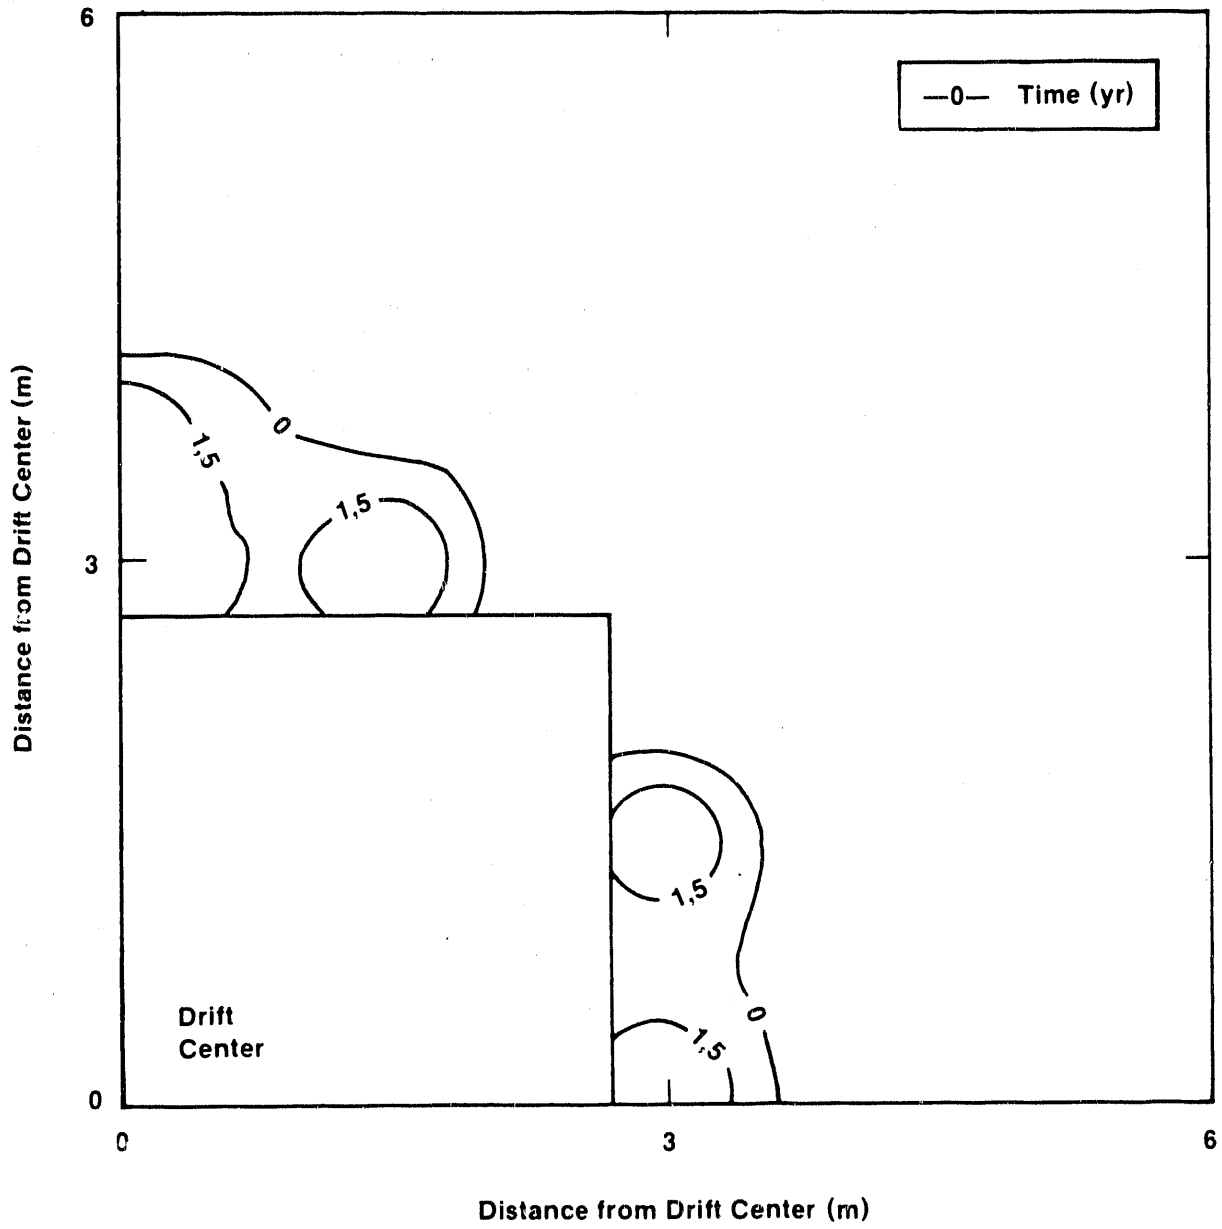 6
—0— Time (yr)
0
1,5
1,5
3
Distance from Drift Center (m)
1,5
0
1,5
Drift
Center
0
0
3
6
Distance from Drift Center (m)